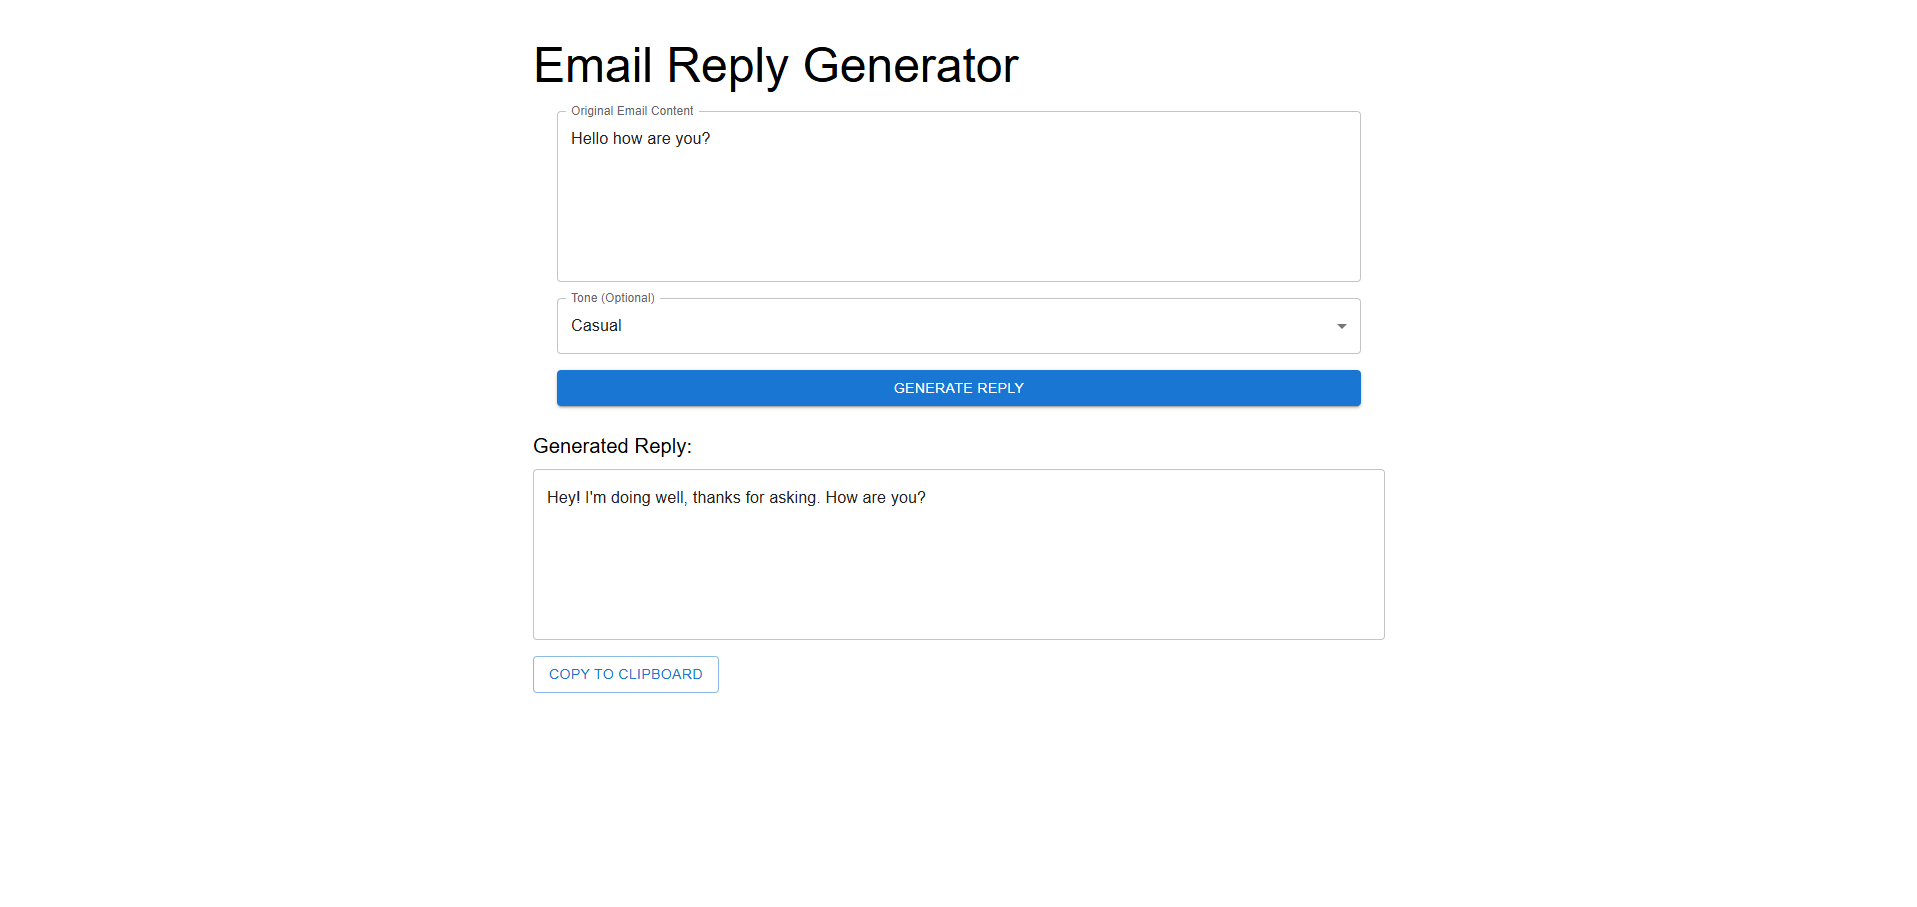 Email Reply Generator
Original Email Content
Hello how are you?
Tone (Optional)
Casual
GENERATE REPLY
Generated Reply:
Hey! I'm doing well, thanks for asking. How are you?
COPY TO CLIPBOARD